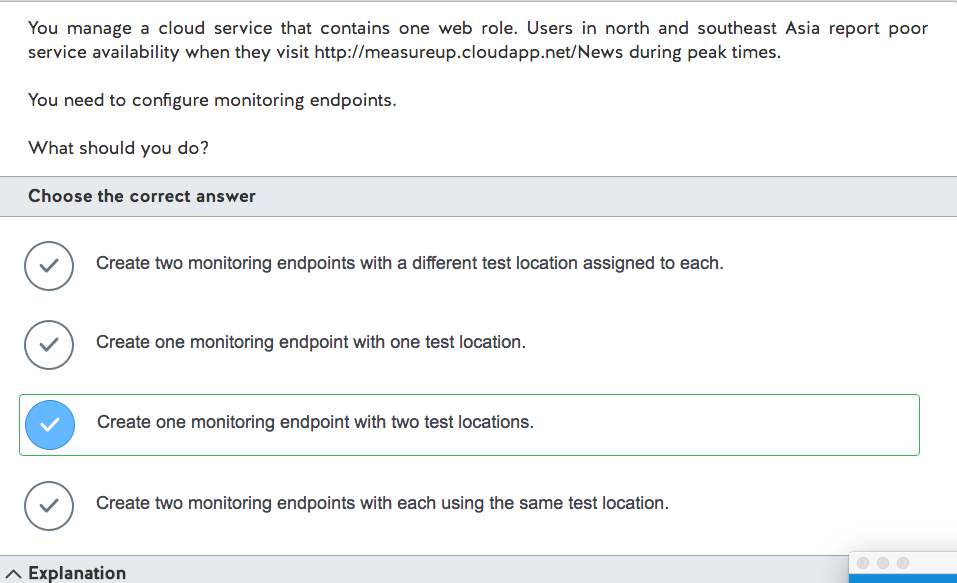 You manage a cloud service that contains one web role. Users in north and southeast Asia report poor
service availability when they visit http://measureup.cloudapp.net/News during peak times.
You need to configure monitoring endpoints.
What should you do?
Choose the correct answer
Create two monitoring endpoints with a different test location assigned to each.
Create one monitoring endpoint with one test location.
Create one monitoring endpoint with two test locations.
Create two monitoring endpoints with each using the same test location.
Explanation